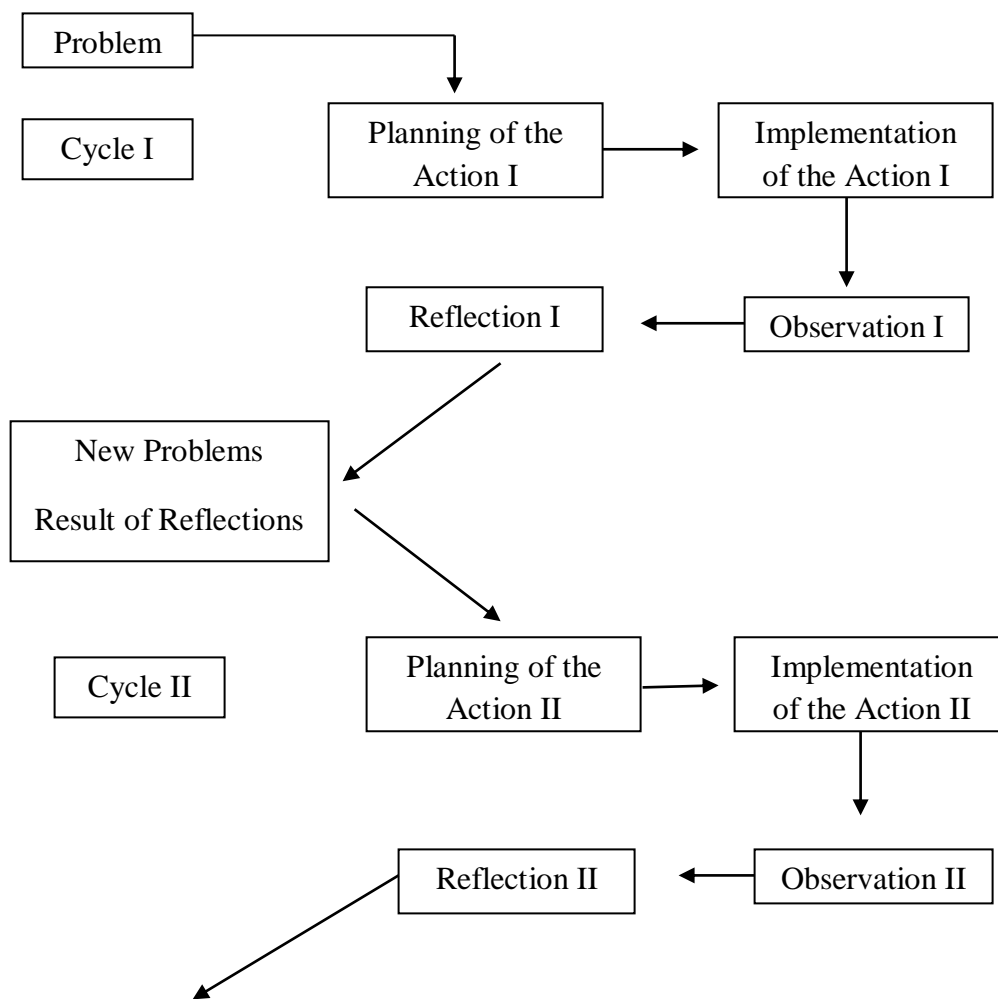 Problem
Cycle I
Planning of the
Action I
Implementation
of the Action I
Reflection I
Observation I
New Problems
Result of Reflections
Cycle II
Planning of the
Action II
Implementation
of the Action II
Reflection II
Observation II